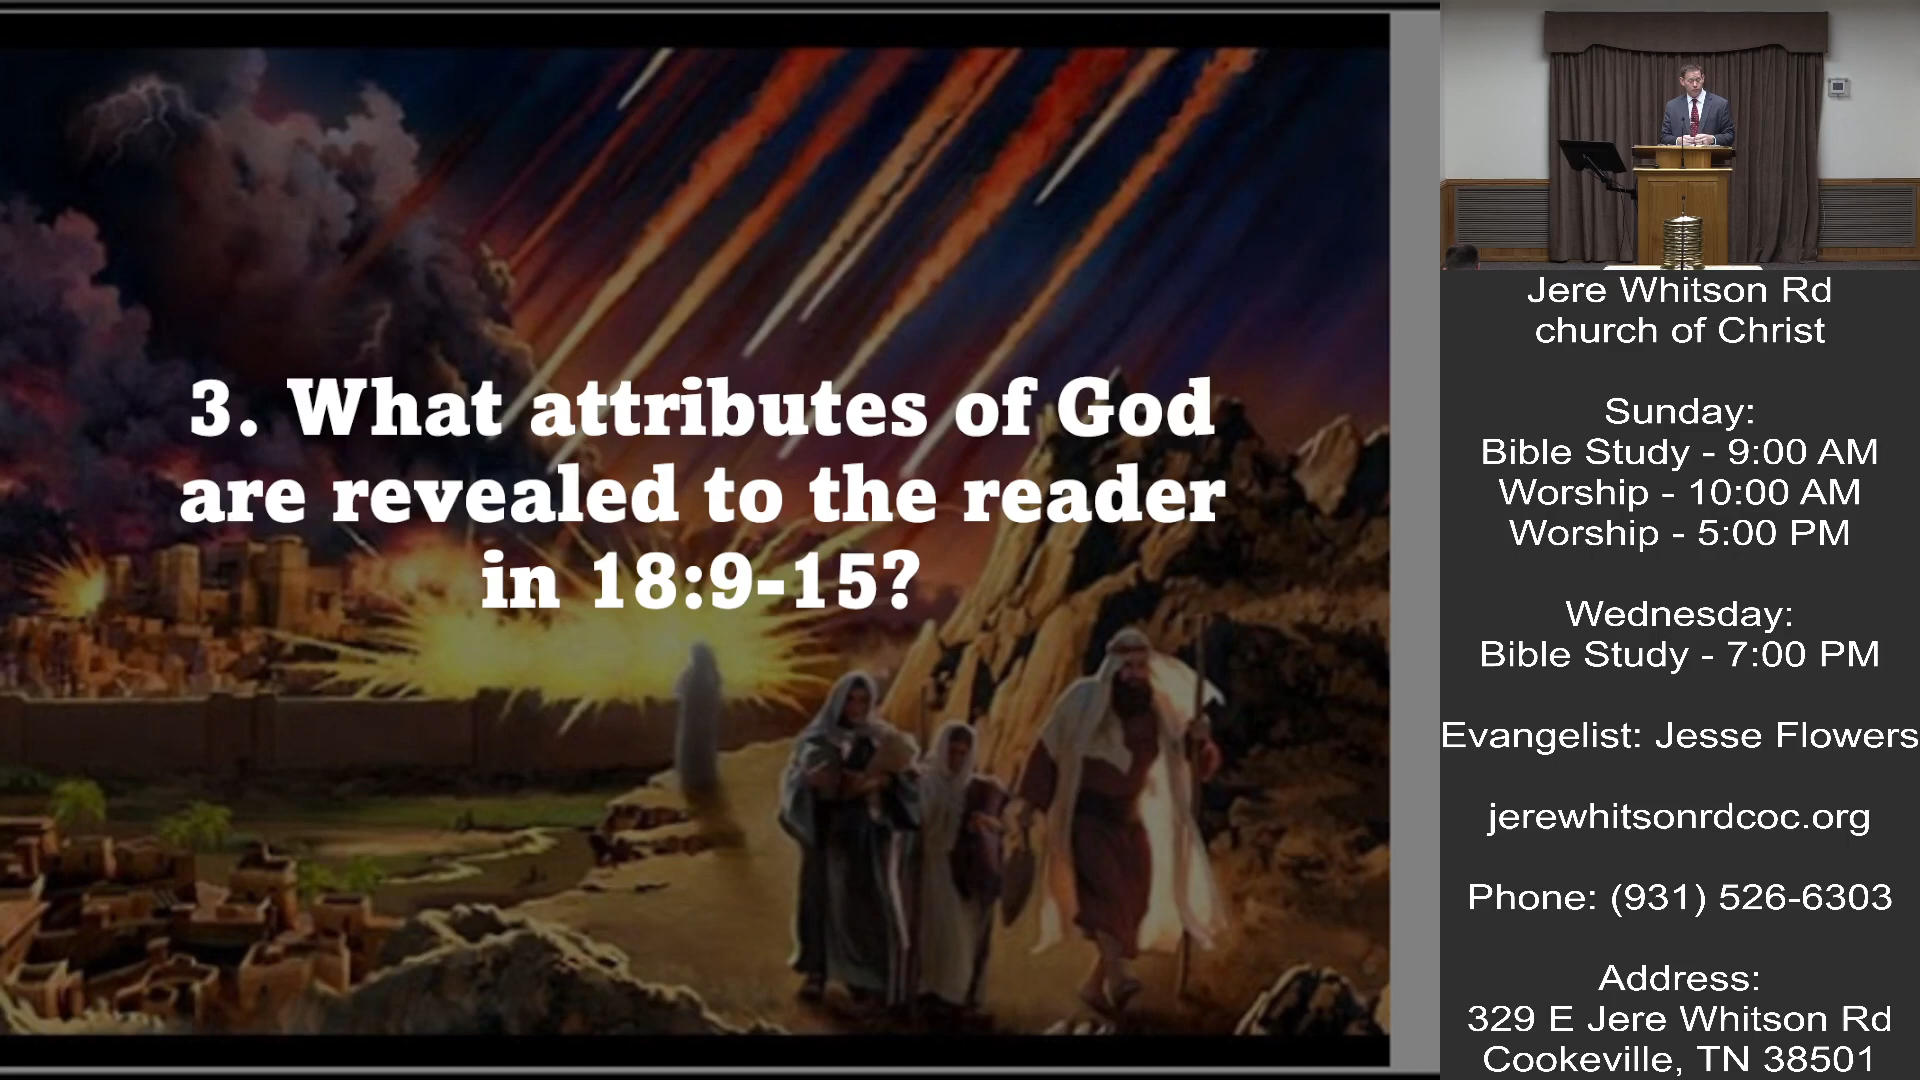 3. What attributes of God
are revealed to the reader
in 18:9-15?
Jere Whitson Rd
church of Christ
Sunday:
Bible Study - 9:00 AM
Worship - 10:00 AM
Worship - 5:00 PM
Wednesday:
Bible Study - 7:00 PM
Evangelist: Jesse Flowers
jerewhitsonrdcoc.org
Phone: (931) 526-6303
Address:
329 E Jere Whitson Rd
Cookeville, TN 38501